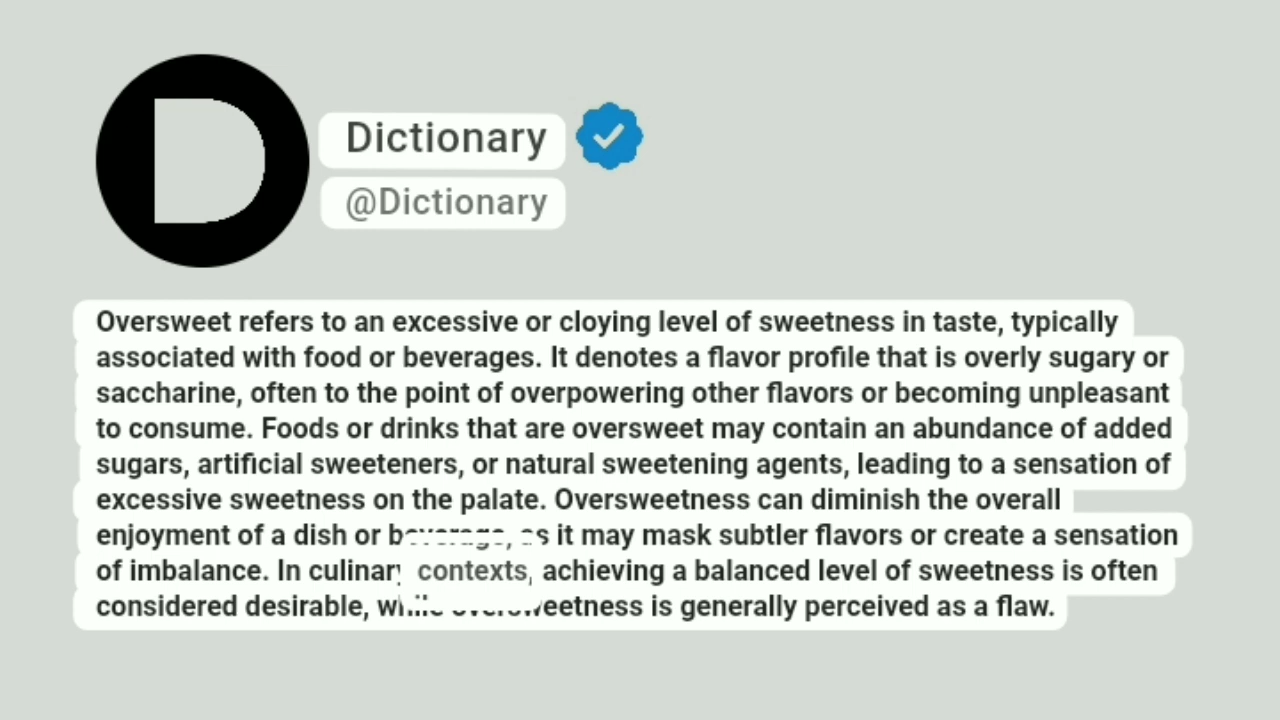 Dictionary
@Dictionary
Oversweet refers to an excessive or cloying level of sweetness in taste, typically
associated with food or beverages. It denotes a flavor profile that is overly sugary or
saccharine, often to the point of overpowering other flavors or becoming unpleasant
to consume. Foods or drinks that are oversweet may contain an abundance of added
sugars, artificial sweeteners, or natural sweetening agents, leading to a sensation of
excessive sweetness on the palate. Oversweetness can diminish the overall
enjoyment of a dish or beverage, as it may mask subtler flavors or create a sensation
of imbalance. In culinary contexts, achieving a balanced level of sweetness is often
considered desirable, while oversweetness is generally perceived as a flaw.